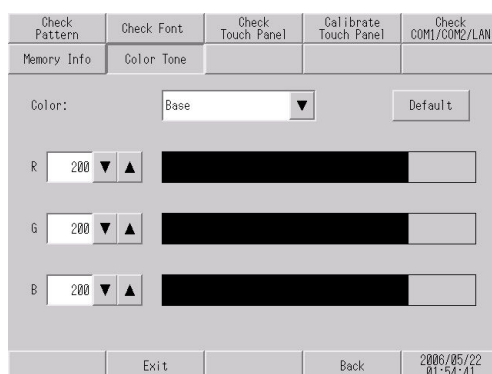 Check Pattern
Check Font
Check Touch Panel
Calibrate Touch Panel
Check COM1/COM2/LAN
Memory Info
Color Tone
Color:
Base
▼
Default
R
200
▼
▲
G
200
▼
▲
B
200
▼
▲
Exit
Back
2006/05/22
01:54:41